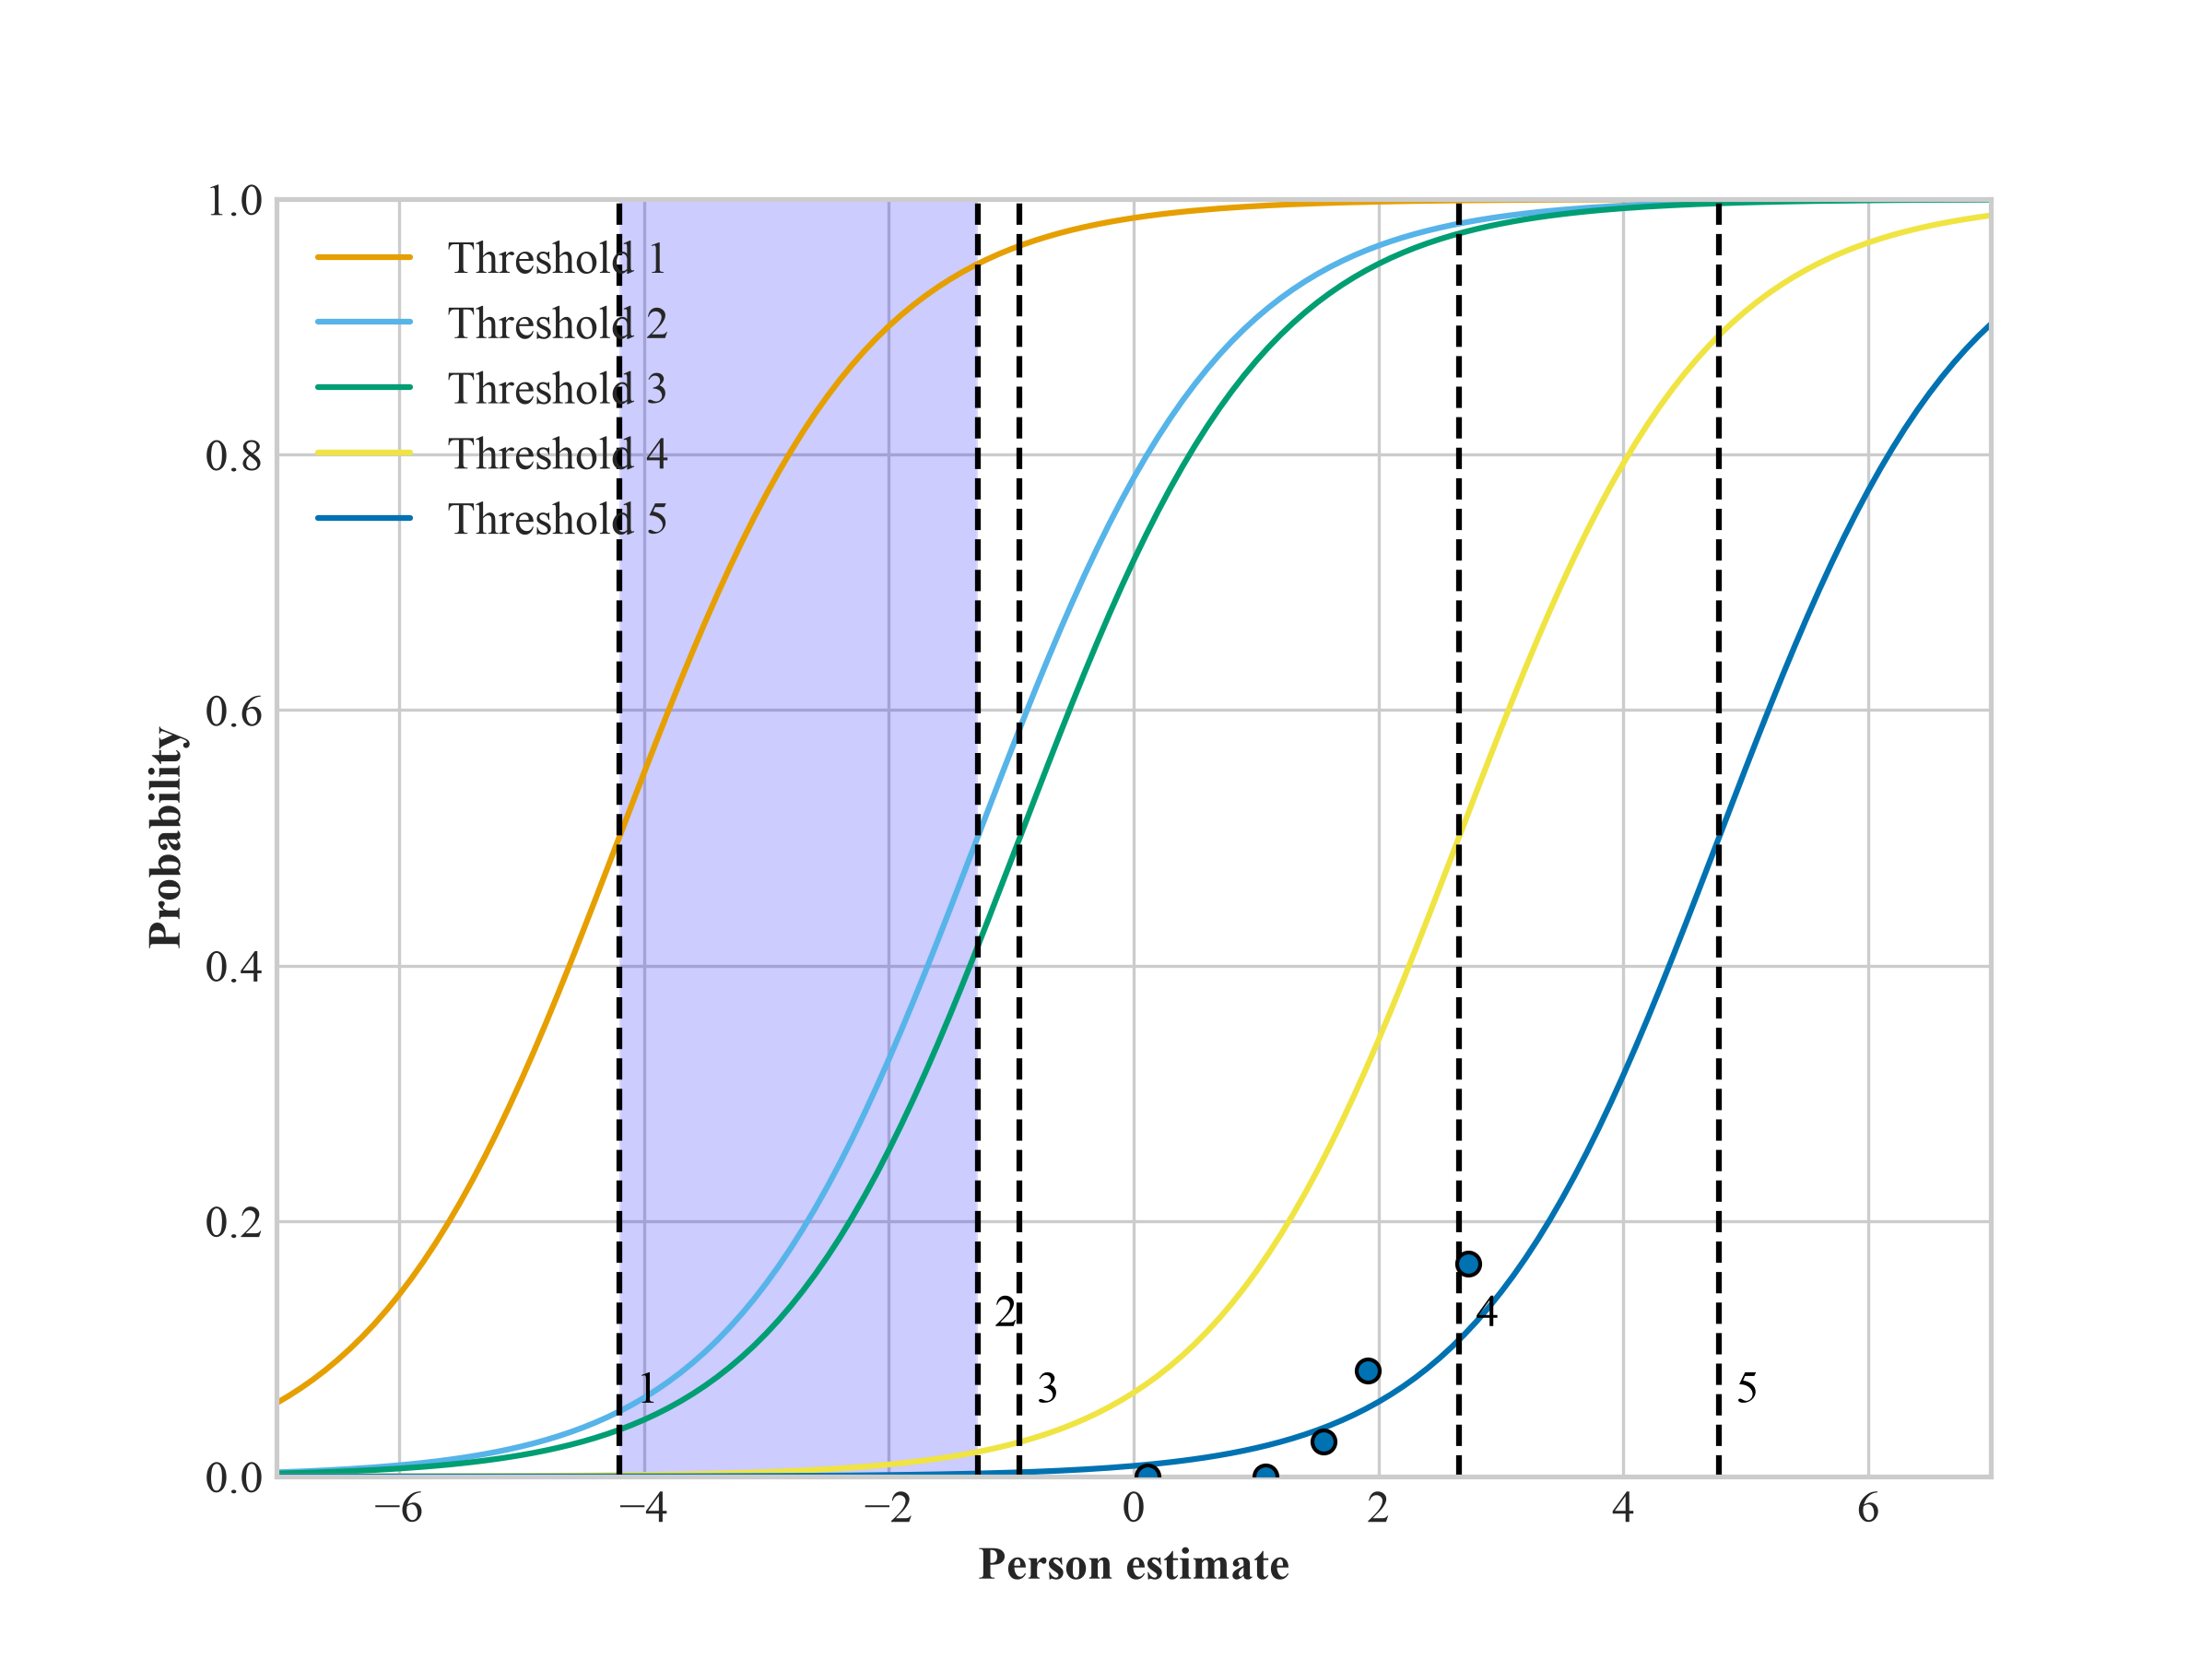 1.0
0.8
0.6
0.4
0.2
0.0
Probability
Threshold 1
Threshold 2
Threshold 3
Threshold 4
Threshold 5
1
2
3
4
5
−6 −4 −2 0 2 4 6
Person estimate